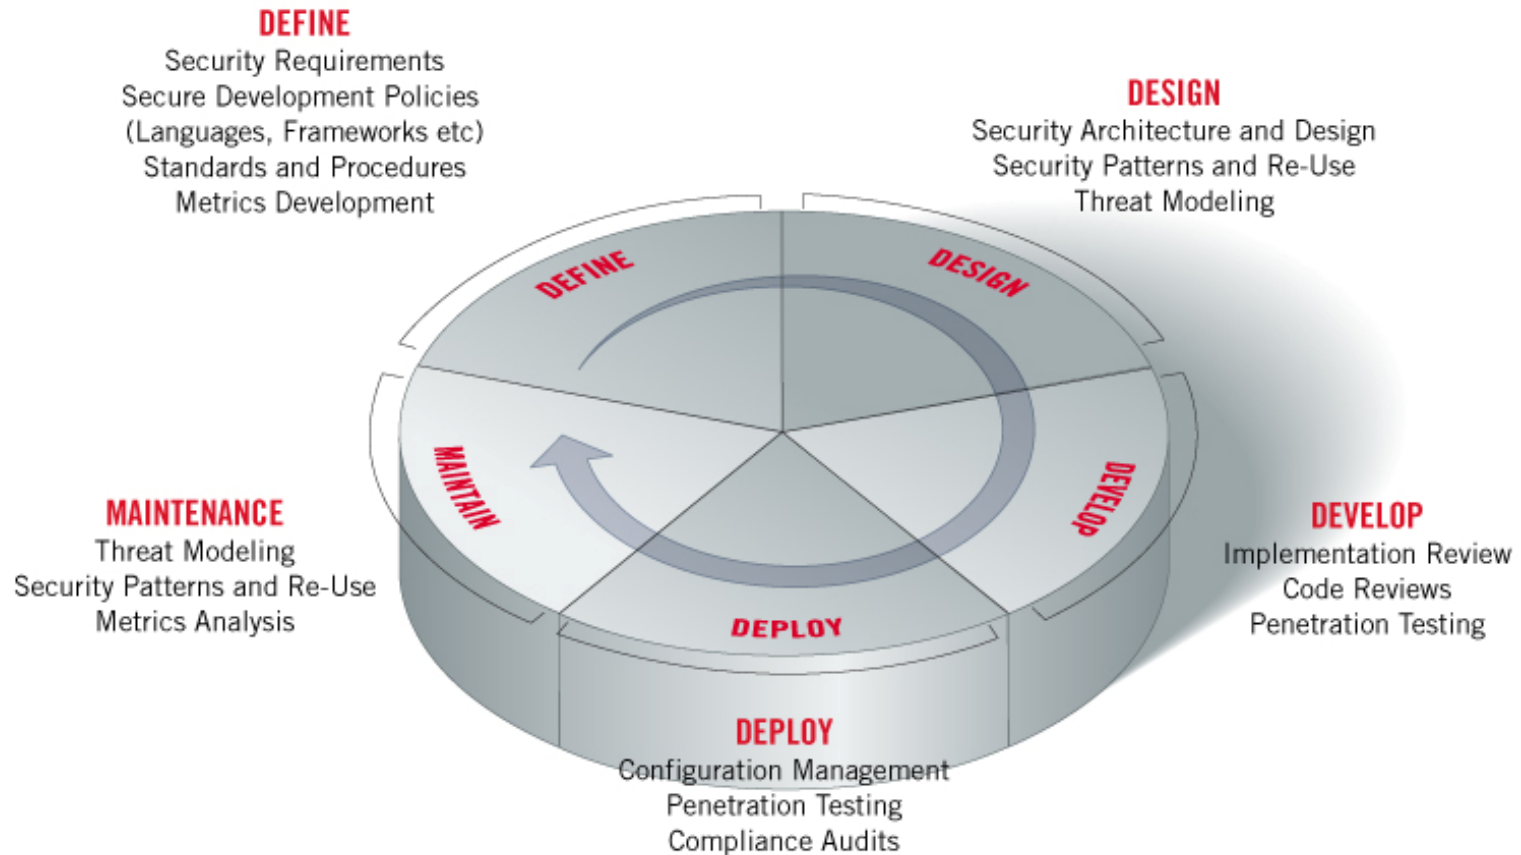 DEFINE
Security Requirements
Secure Development Policies
(Languages, Frameworks etc)
Standards and Procedures
Metrics Development
DESIGN
Security Architecture and Design
Security Patterns and Re-Use
Threat Modeling
DEFINE
DESIGN
MAINTAIN
DEVELOP
DEPLOY
MAINTENANCE
Threat Modeling
Security Patterns and Re-Use
Metrics Analysis
DEVELOP
Implementation Review
Code Reviews
Penetration Testing
DEPLOY
Configuration Management
Penetration Testing
Compliance Audits